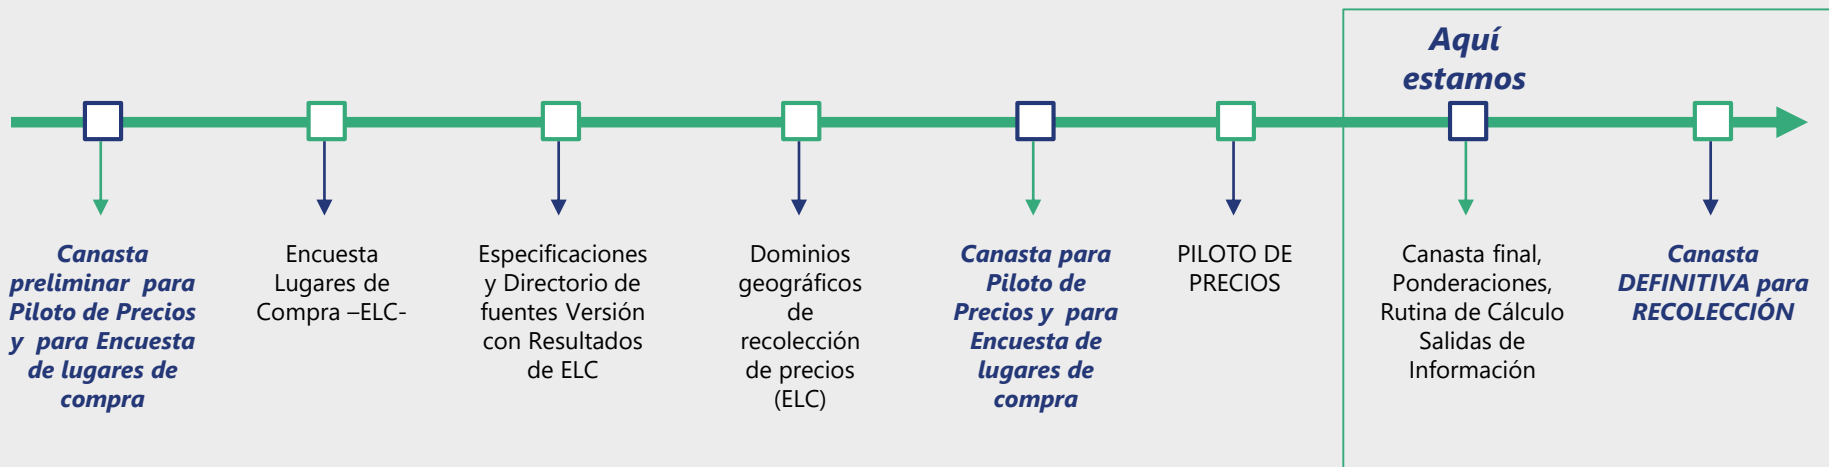 Aquí
estamos
Canasta
preliminar para
Piloto de Precios
y para Encuesta
de lugares de
compra
Encuesta
Lugares de
Compra –ELC-
Especificaciones
y Directorio de
fuentes Versión
con Resultados
de ELC
Dominios
geográficos
de
recolección
de precios
(ELC)
Canasta para
Piloto de
Precios y para
Encuesta de
lugares de
compra
PILOTO DE
PRECIOS
Canasta final,
Ponderaciones,
Rutina de Cálculo
Salidas de
Información
Canasta
DEFINITIVA para
RECOLECCIÓN